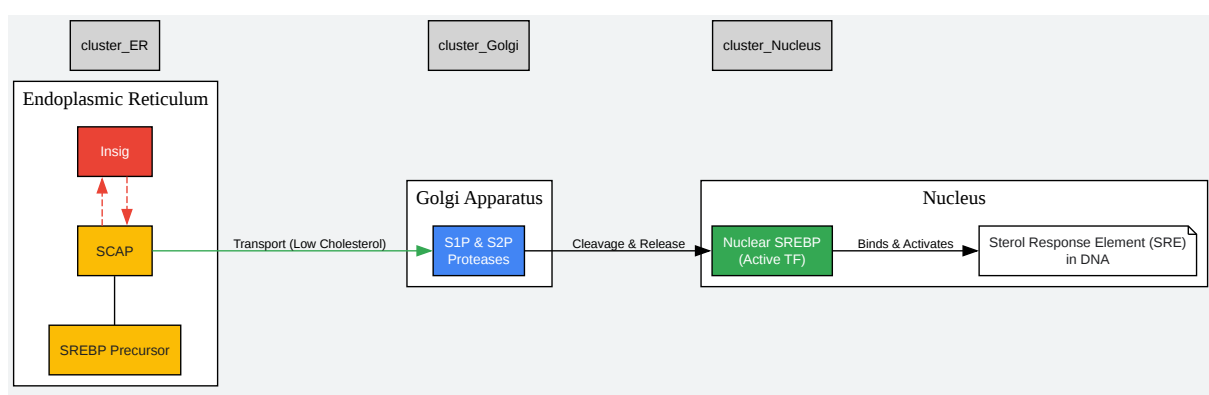 cluster_ER
cluster_Golgi
cluster_Nucleus
Endoplasmic Reticulum
Insig
SCAP
SREBP Precursor
Transport (Low Cholesterol)
Golgi Apparatus
S1P & S2P
Proteases
Cleavage & Release
Nucleus
Nuclear SREBP
(Active TF)
Binds & Activates
Sterol Response Element (SRE)
in DNA